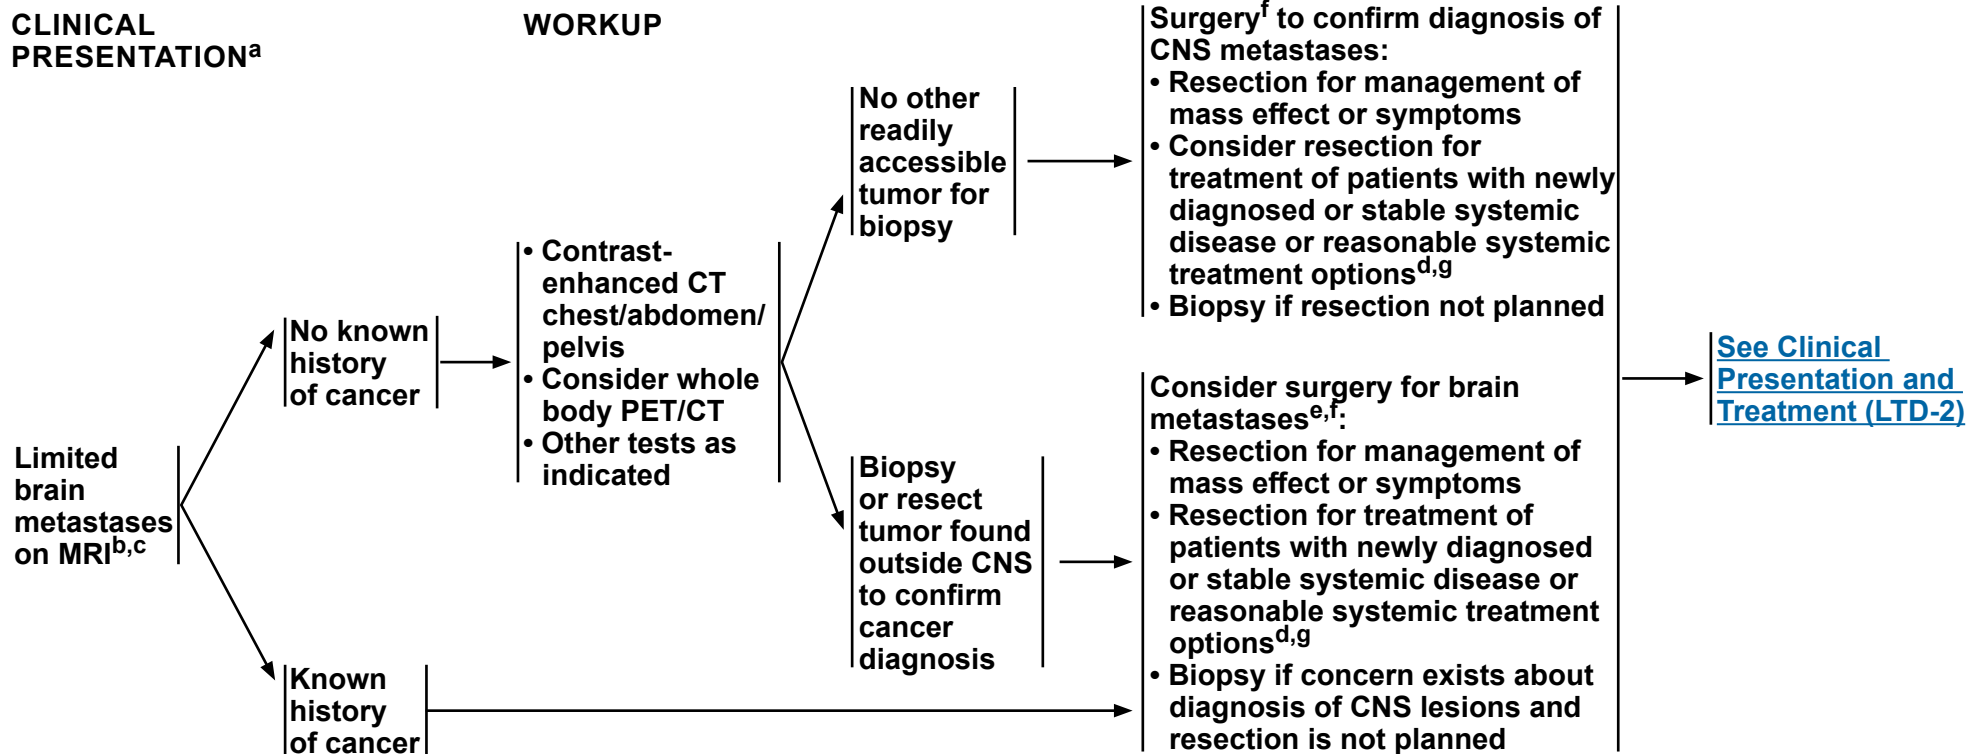 CLINICAL
PRESENTATIONa
WORKUP
Limited
brain
metastases
on MRIb,c
No known
history
of cancer
Known
history
of cancer
• Contrast-
enhanced CT
chest/abdomen/
pelvis
• Consider whole
body PET/CT
• Other tests as
indicated
No other
readily
accessible
tumor for
biopsy
Biopsy
or resect
tumor found
outside CNS
to confirm
cancer
diagnosis
Surgeryf to confirm diagnosis of
CNS metastases:
• Resection for management of
mass effect or symptoms
• Consider resection for
treatment of patients with newly
diagnosed or stable systemic
disease or reasonable systemic
treatment optionsd,g
• Biopsy if resection not planned
Consider surgery for brain
metastasese,f:
• Resection for management of
mass effect or symptoms
• Resection for treatment of
patients with newly diagnosed
or stable systemic disease or
reasonable systemic treatment
optionsd,g
• Biopsy if concern exists about
diagnosis of CNS lesions and
resection is not planned
See Clinical
Presentation and
Treatment (LTD-2)